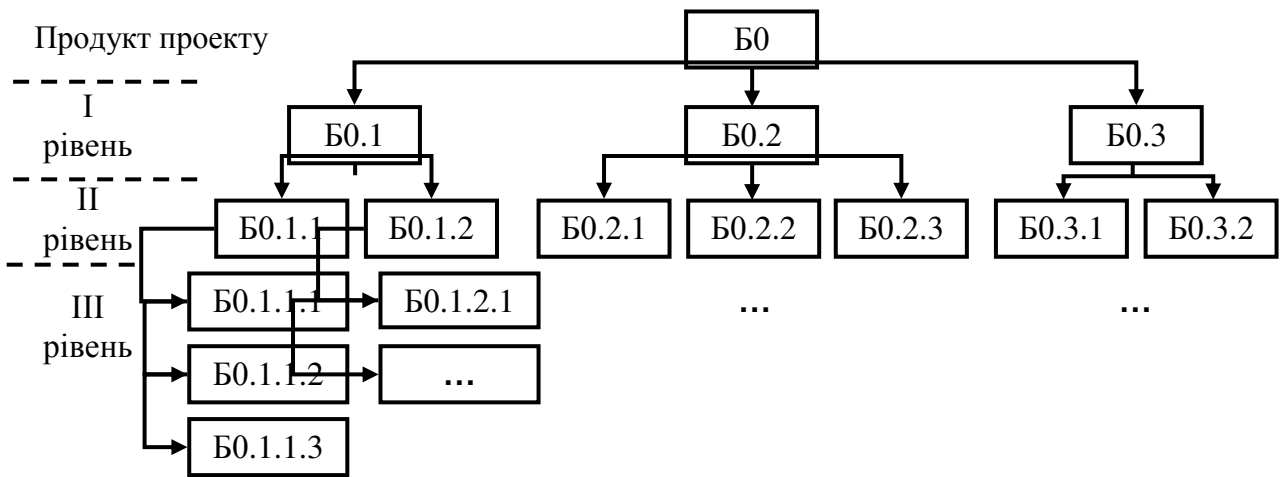 Продукт проекту
Б0
I
рівень
Б0.1
Б0.2
Б0.3
II
рівень
Б0.1.1
Б0.1.2
Б0.2.1
Б0.2.2
Б0.2.3
Б0.3.1
Б0.3.2
III
рівень
Б0.1.1.1
Б0.1.2.1
...
...
Б0.1.1.2
...
Б0.1.1.3